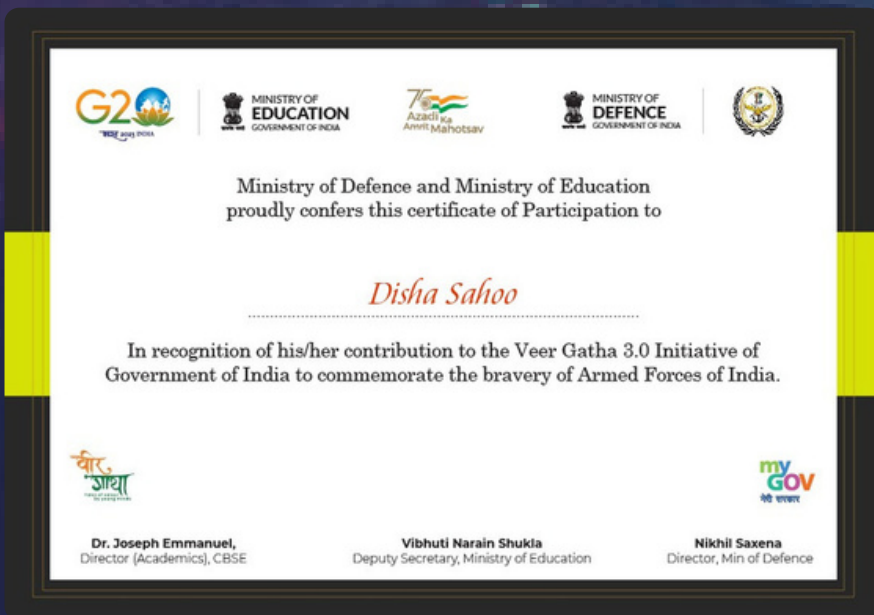 G20
भारत 2023 INDIA
MINISTRY OF
EDUCATION
GOVERNMENT OF INDIA
75
Azadi Ka
Amrit Mahotsav
MINISTRY OF
DEFENCE
GOVERNMENT OF INDIA
Ministry of Defence and Ministry of Education
proudly confers this certificate of Participation to
Disha Sahoo
In recognition of his/her contribution to the Veer Gatha 3.0 Initiative of
Government of India to commemorate the bravery of Armed Forces of India.
वीर
गाथा
my
GOV
मेरी सरकार
Dr. Joseph Emmanuel,
Director (Academics), CBSE
Vibhuti Narain Shukla
Deputy Secretary, Ministry of Education
Nikhil Saxena
Director, Min of Defence